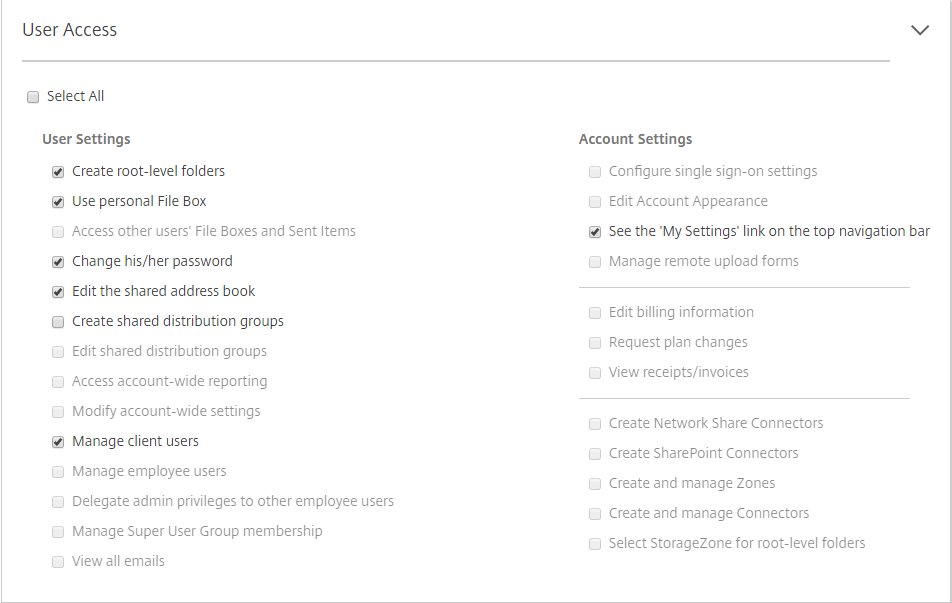 User Access
Select All
User Settings
Create root-level folders
Use personal File Box
Access other users' File Boxes and Sent Items
Change his/her password
Edit the shared address book
Create shared distribution groups
Edit shared distribution groups
Access account-wide reporting
Modify account-wide settings
Manage client users
Manage employee users
Delegate admin privileges to other employee users
Manage Super User Group membership
View all emails
Account Settings
Configure single sign-on settings
Edit Account Appearance
See the 'My Settings' link on the top navigation bar
Manage remote upload forms
Edit billing information
Request plan changes
View receipts/invoices
Create Network Share Connectors
Create SharePoint Connectors
Create and manage Zones
Create and manage Connectors
Select StorageZone for root-level folders